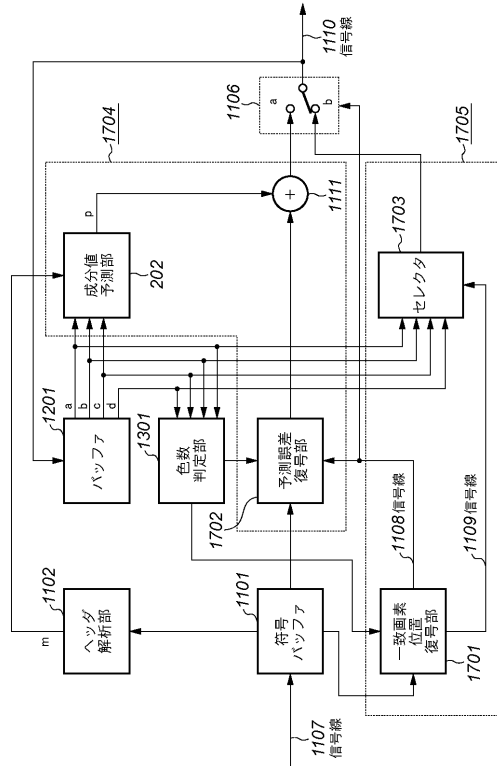 1107
信号線
m
1102
ヘッダ
解析部
1101
符号
バッファ
一致画素
位置
復号部
1701
1201
バッファ
a
b
c
d
1301
色数
判定部
1702
予測誤差
復号部
1108 信号線
1109 信号線
成分値
予測部
202
p
1704
+
1111
1703
セレクタ
1705
1106
a
b
1110
信号線